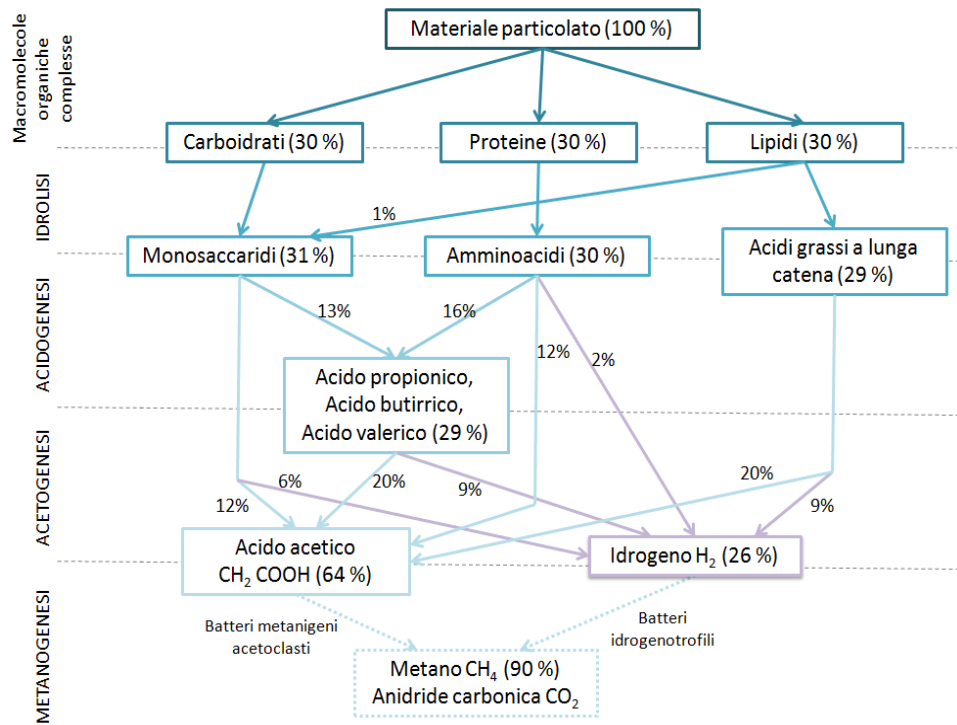 Macromolecole
organiche
complesse
Materiale particolato (100 %)
Carboidrati (30 %)
Proteine (30 %)
Lipidi (30 %)
IDROLISI
1%
Monosaccaridi (31 %)
Amminoacidi (30 %)
Acidi grassi a lunga
catena (29 %)
ACIDOGENESI
13%
16%
12%
2%
Acido propionico,
Acido butirrico,
Acido valerico (29 %)
ACETOGENESI
6%
20%
9%
20%
12%
9%
Acido acetico
CH₂ COOH (64 %)
Idrogeno H₂ (26 %)
METANOGENESI
Batteri metanigeni
acetoclasti
Batteri
idrogenotrofili
Metano CH₄ (90 %)
Anidride carbonica CO₂